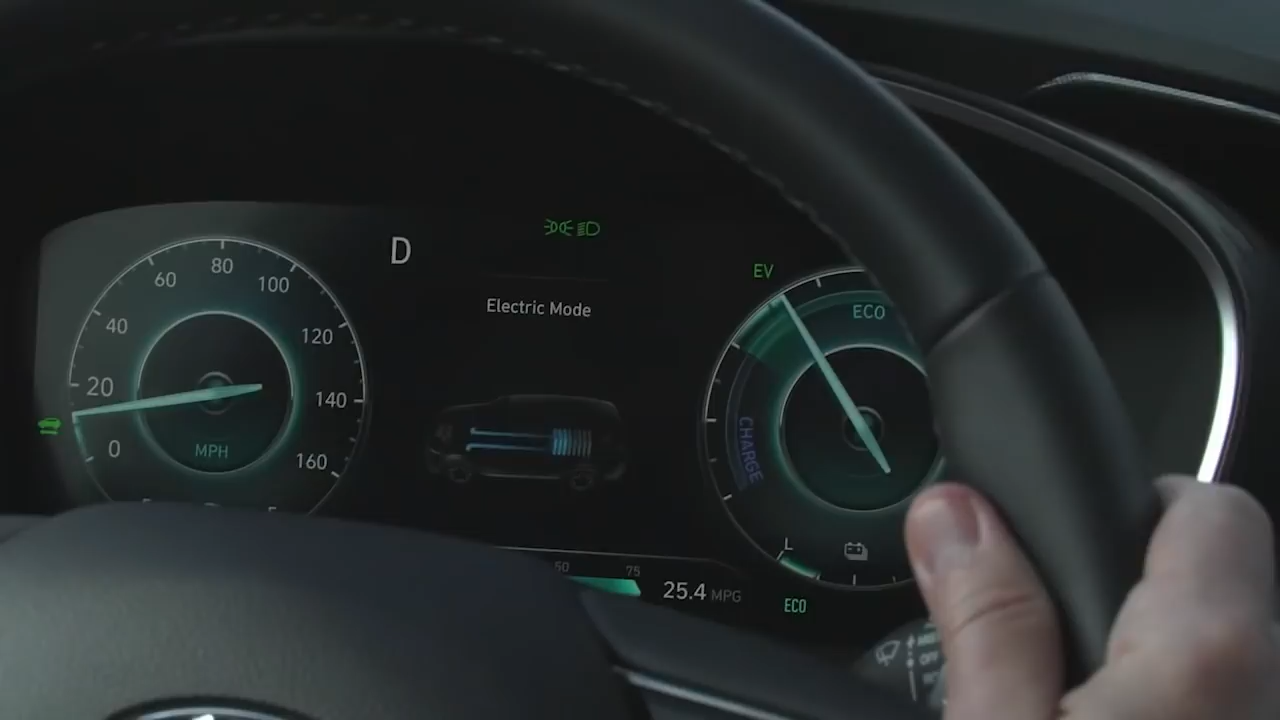 D
EV
Electric Mode
ECO
80
60
100
40
120
20
140
0
160
MPH
CHARGE
L
50
75
25.4 MPG
ECO
OFF